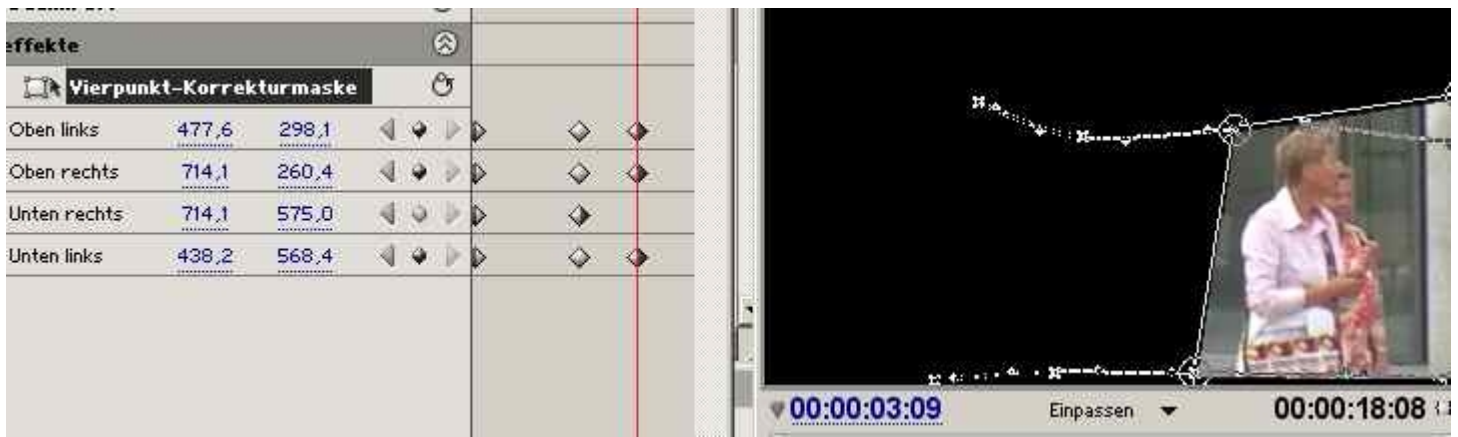 effekte
Vierpunkt-Korrekturmaske
Oben links 477,6 298,1
Oben rechts 714,1 260,4
Unten rechts 714,1 575,0
Unten links 438,2 568,4
00:00:03:09 Einpassen 00:00:18:08